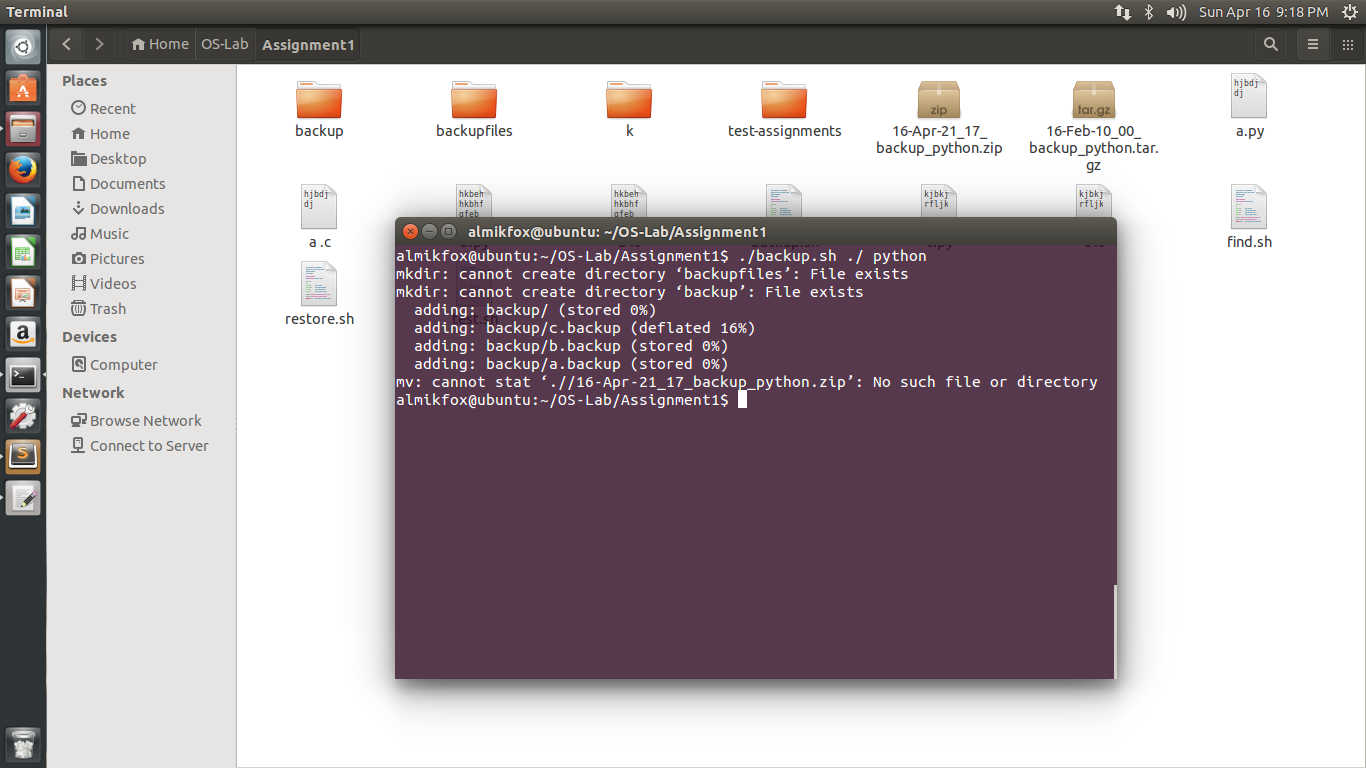 Terminal
Sun Apr 16 9:18 PM
Home
OS-Lab
Assignment1
Places
Recent
Home
Desktop
Documents
Downloads
Music
Pictures
Videos
Trash
Devices
Computer
Network
Browse Network
Connect to Server
backup
backupfiles
k
test-assignments
zip
16-Apr-21_17_
backup_python.zip
tar.gz
16-Feb-10_00_
backup_python.tar.
gz
hjbdj
dj
a.py
hjbdj
dj
a .c
hkbeh
hkbhf
hkbeh
hkbhf
kjbkj
rfljk
kjbkj
rfljk
find.sh
restore.sh
test.sh
almikfox@ubuntu: ~/OS-Lab/Assignment1
almikfox@ubuntu:~/OS-Lab/Assignment1$ ./backup.sh ./ python
mkdir: cannot create directory ‘backupfiles’: File exists
mkdir: cannot create directory ‘backup’: File exists
adding: backup/ (stored 0%)
adding: backup/c.backup (deflated 16%)
adding: backup/b.backup (stored 0%)
adding: backup/a.backup (stored 0%)
mv: cannot stat ‘.//16-Apr-21_17_backup_python.zip’: No such file or directory
almikfox@ubuntu:~/OS-Lab/Assignment1$